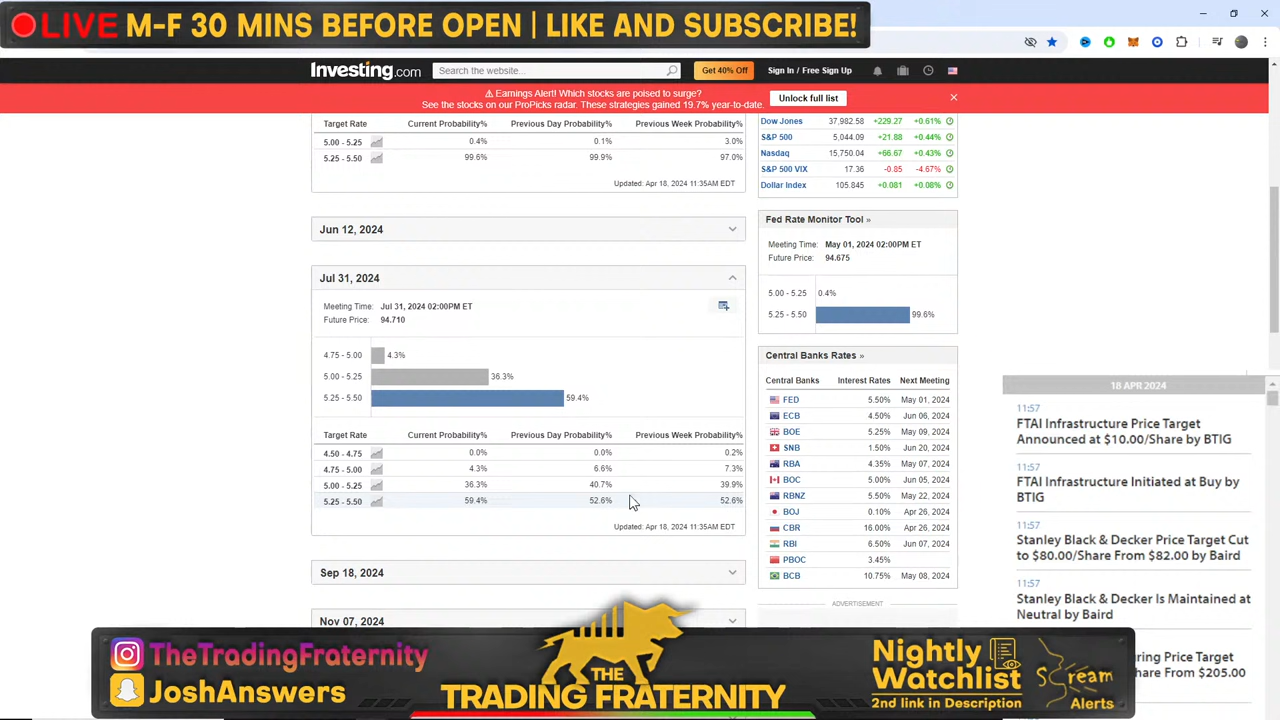 LIVE M-F 30 MINS BEFORE OPEN | LIKE AND SUBSCRIBE!
Investing.com
Search the website...
Get 40% Off
Sign In / Free Sign Up
⚠ Earnings Alert! Which stocks are poised to surge?
See the stocks on our ProPicks radar. These strategies gained 19.7% year-to-date.
Unlock full list
Target Rate Current Probability% Previous Day Probability% Previous Week Probability%
5.00 - 5.25 0.4% 0.1% 3.0%
5.25 - 5.50 99.6% 99.9% 97.0%
Updated: Apr 18, 2024 11:35AM EDT
Jun 12, 2024
Jul 31, 2024
Meeting Time: Jul 31, 2024 02:00PM ET
Future Price: 94.710
4.75 - 5.00 4.3%
5.00 - 5.25 36.3%
5.25 - 5.50 59.4%
Target Rate Current Probability% Previous Day Probability% Previous Week Probability%
4.50 - 4.75 0.0% 0.0% 0.2%
4.75 - 5.00 4.3% 6.6% 7.3%
5.00 - 5.25 36.3% 40.7% 39.9%
5.25 - 5.50 59.4% 52.6% 52.6%
Updated: Apr 18, 2024 11:35AM EDT
Sep 18, 2024
Nov 07, 2024
Dow Jones 37,982.58 +229.27 +0.61%
S&P 500 5,044.09 +21.88 +0.44%
Nasdaq 15,750.04 +66.67 +0.43%
S&P 500 VIX 17.36 -0.85 -4.67%
Dollar Index 105.845 +0.081 +0.08%
Fed Rate Monitor Tool »
Meeting Time: May 01, 2024 02:00PM ET
Future Price: 94.675
5.00 - 5.25 0.4%
5.25 - 5.50 99.6%
Central Banks Rates »
Central Banks Interest Rates Next Meeting
FED 5.50% May 01, 2024
ECB 4.50% Jun 06, 2024
BOE 5.25% May 09, 2024
SNB 1.50% Jun 20, 2024
RBA 4.35% May 07, 2024
BOC 5.00% Jun 05, 2024
RBNZ 5.50% May 22, 2024
BOJ 0.10% Apr 26, 2024
CBR 16.00% Apr 26, 2024
RBI 6.50% Jun 07, 2024
PBOC 3.45%
BCB 10.75% May 08, 2024
ADVERTISEMENT
18 APR 2024
11:57
FTAI Infrastructure Price Target
Announced at $10.00/Share by BTIG
11:57
FTAI Infrastructure Initiated at Buy by
BTIG
11:57
Stanley Black & Decker Price Target Cut
to $80.00/Share From $82.00 by Baird
11:57
Stanley Black & Decker Is Maintained at
Neutral by Baird
Price Target
$205.00
TheTradingFraternity
JoshAnswers
THE
TRADING FRATERNITY
Nightly
Watchlist
2nd link in Description
Scream
Alerts